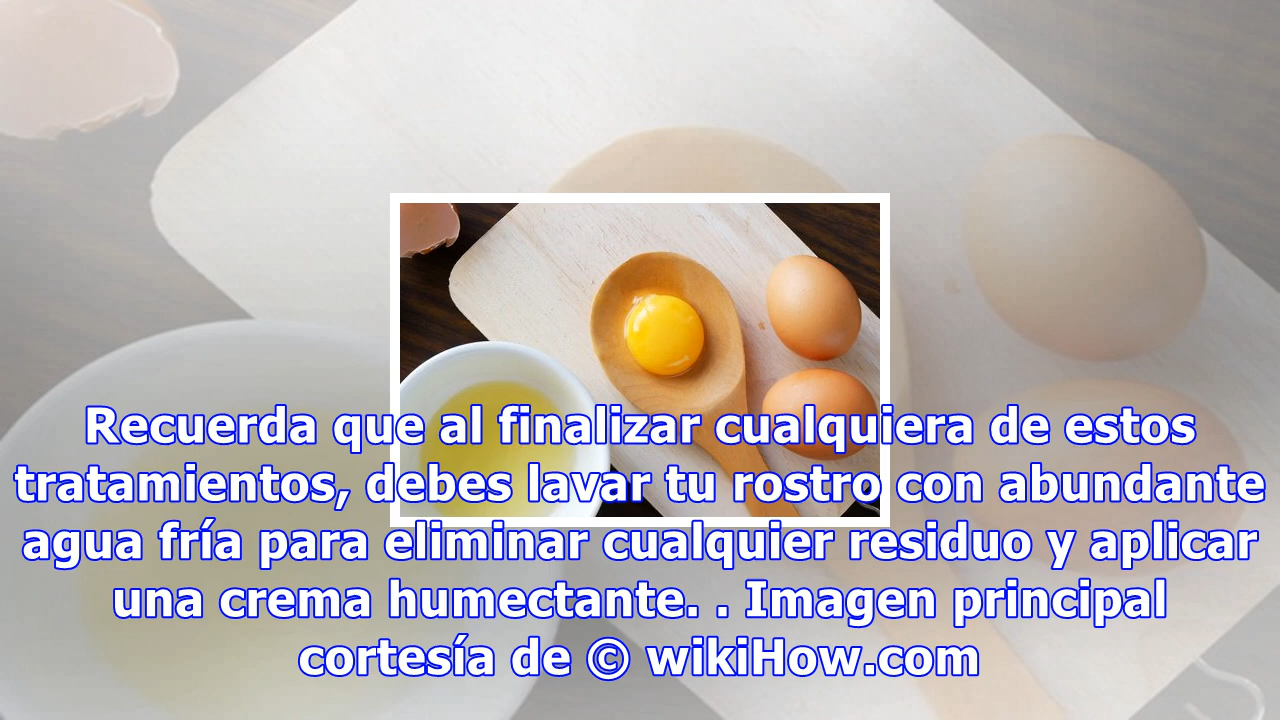 Recuerda que al finalizar cualquiera de estos
tratamientos, debes lavar tu rostro con abundante
agua fría para eliminar cualquier residuo y aplicar
una crema humectante. . Imagen principal
cortesía de © wikiHow.com